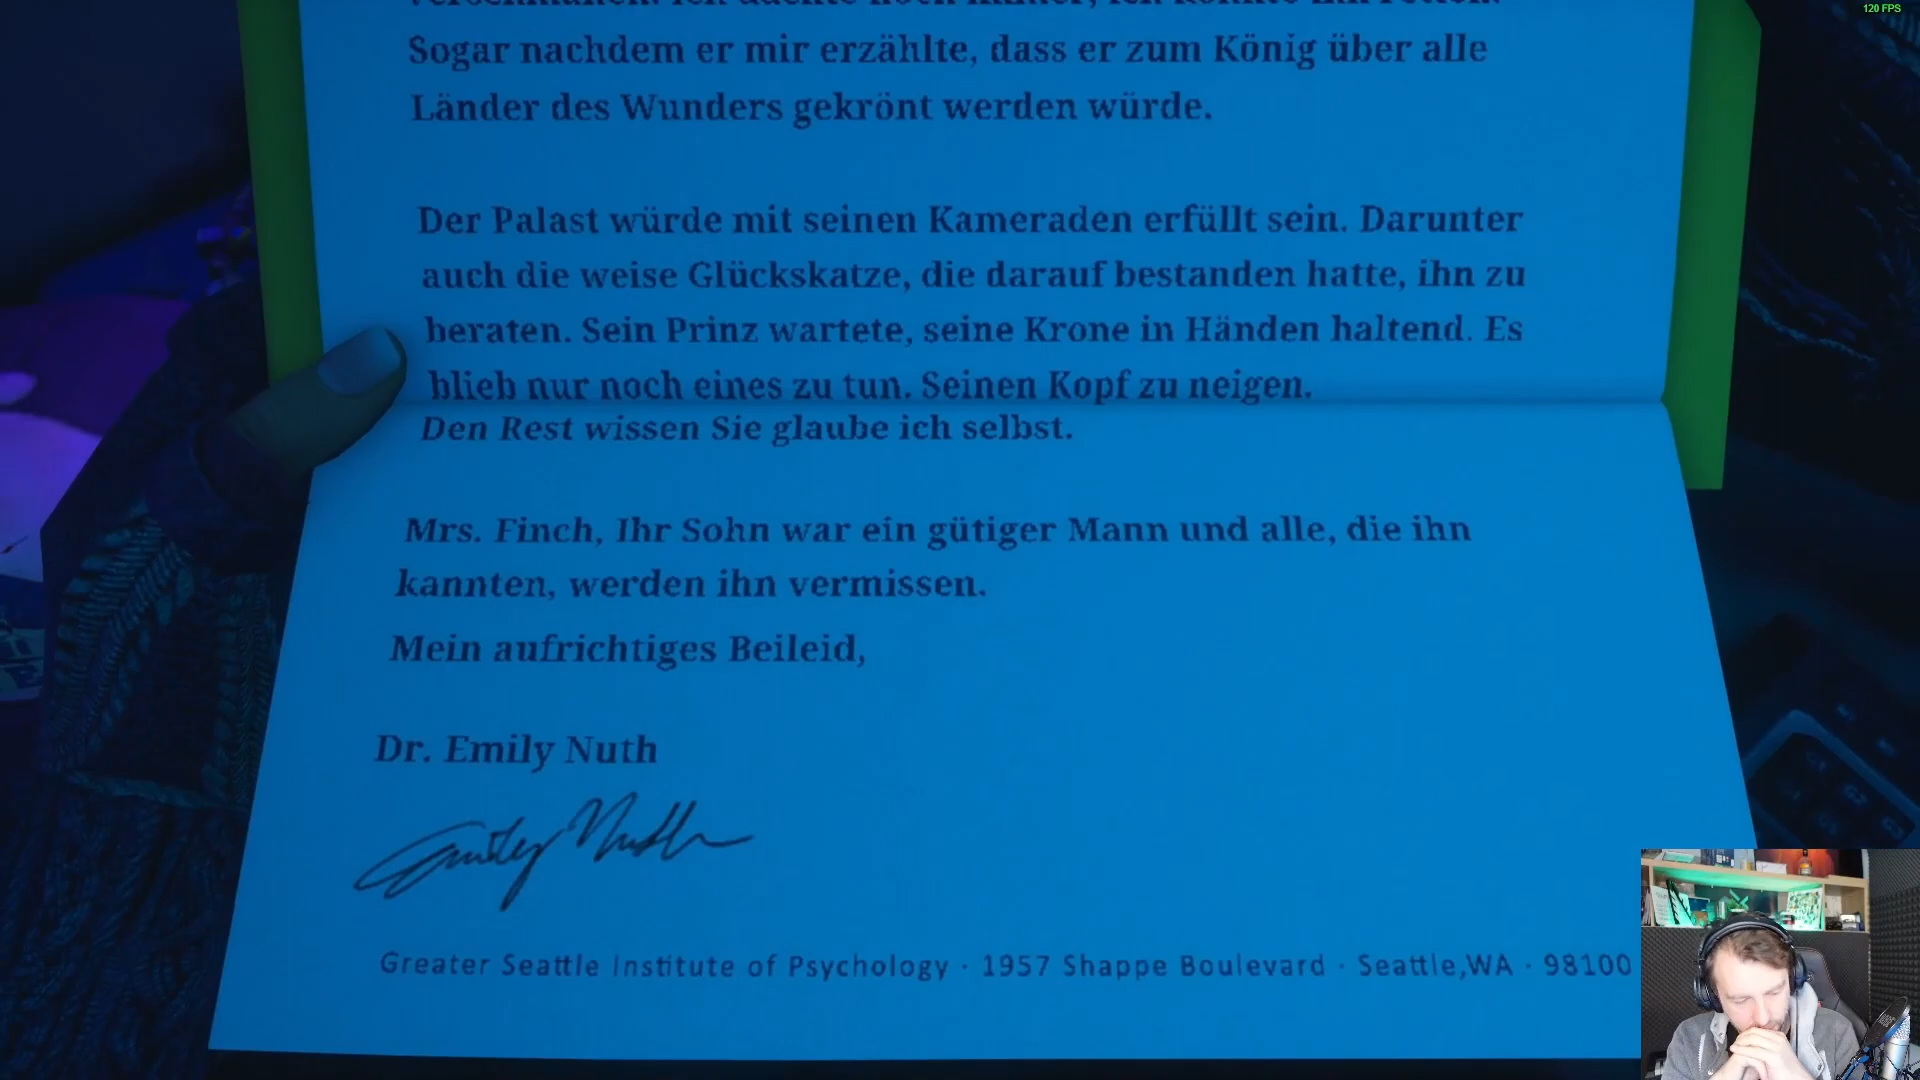 120 FPS
Sogar nachdem er mir erzählte, dass er zum König über alle
Länder des Wunders gekrönt werden würde.
Der Palast würde mit seinen Kameraden erfüllt sein. Darunter
auch die weise Glückskatze, die darauf bestanden hatte, ihn zu
beraten. Sein Prinz wartete, seine Krone in Händen haltend. Es
blieb nur noch eines zu tun. Seinen Kopf zu neigen.
Den Rest wissen Sie glaube ich selbst.
Mrs. Finch, Ihr Sohn war ein gütiger Mann und alle, die ihn
kannten, werden ihn vermissen.
Mein aufrichtiges Beileid,
Dr. Emily Nuth
Emily Nuth
Greater Seattle Institute of Psychology · 1957 Shappe Boulevard · Seattle,WA · 98100